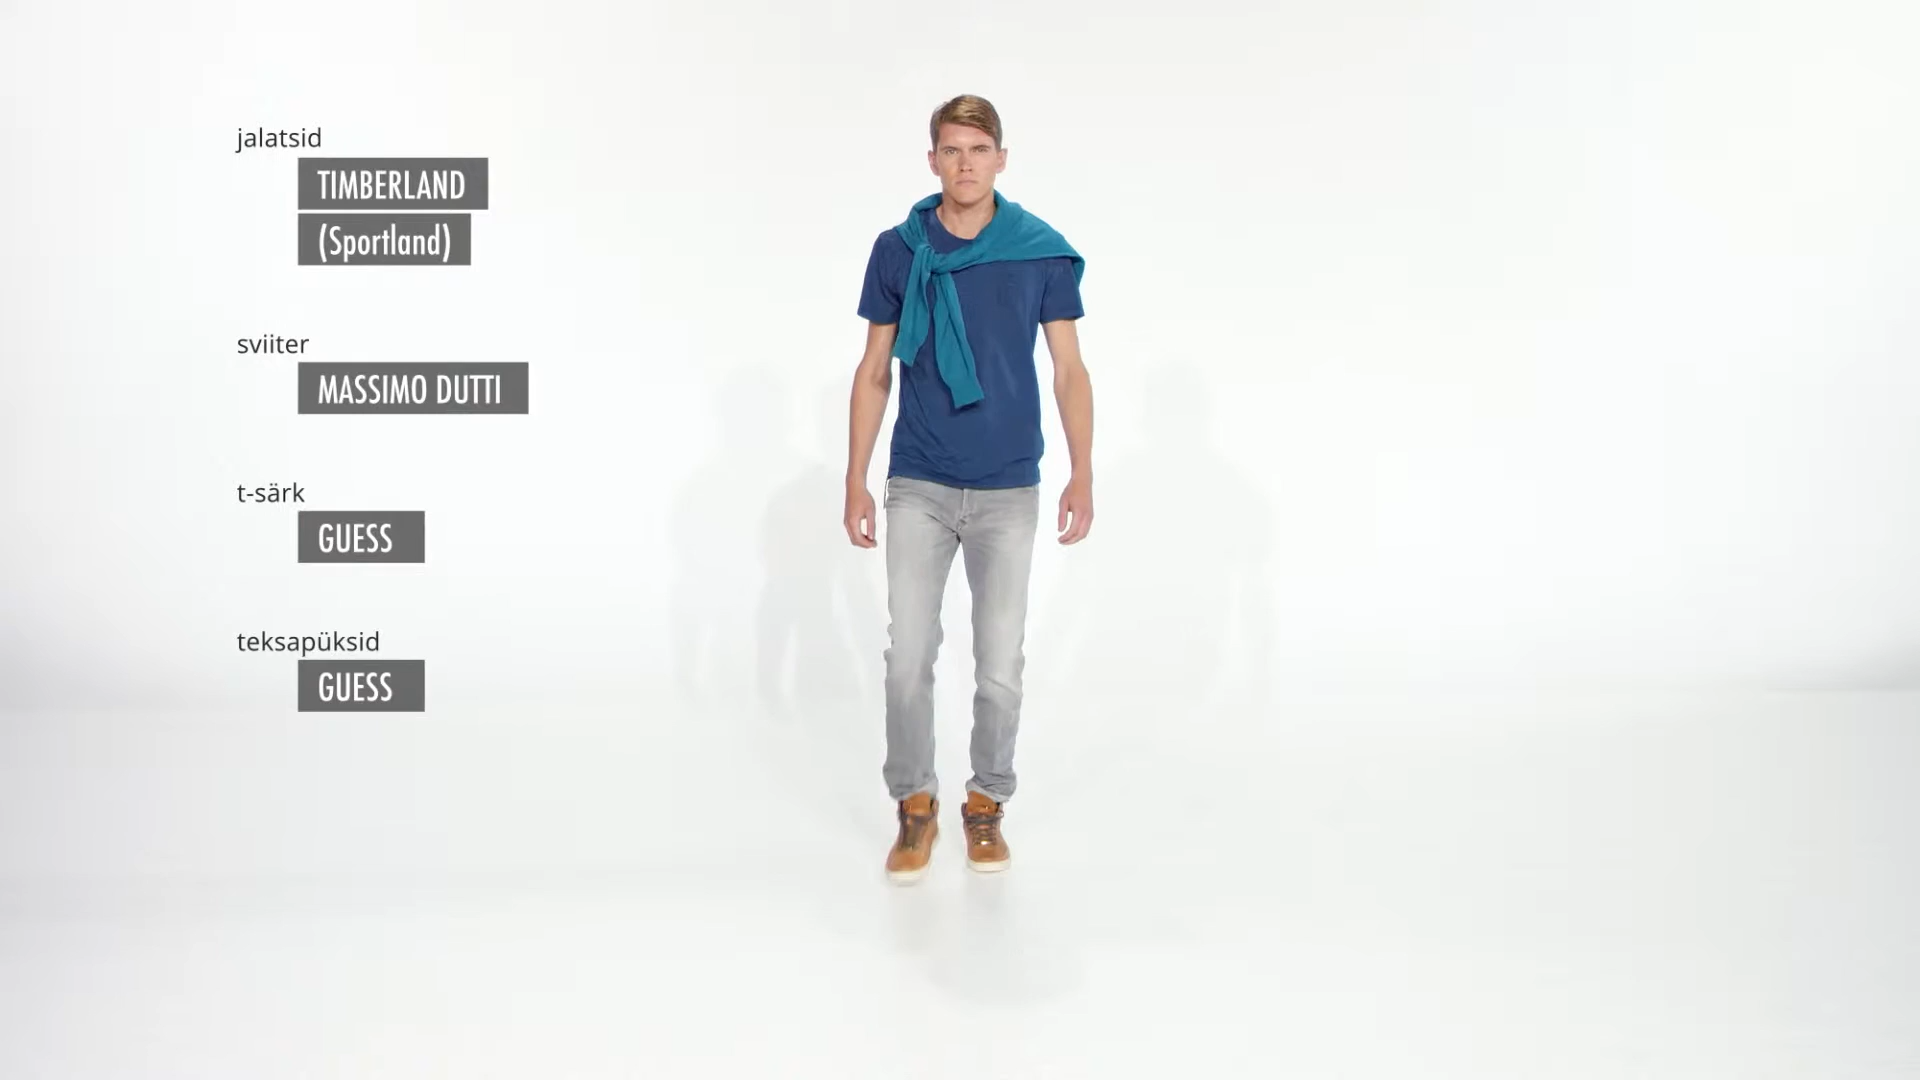 jalatsid
TIMBERLAND
(Sportland)
sviiter
MASSIMO DUTTI
t-särk
GUESS
teksapüksid
GUESS